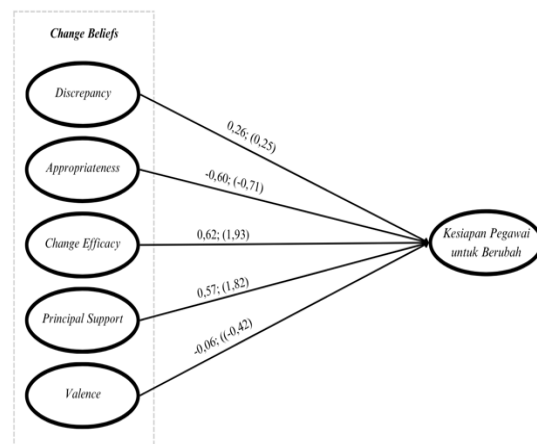 Change Beliefs
Discrepancy
0,26; (0,25)
Appropriateness
-0,60; (-0,71)
Change Efficacy
0,62; (1,93)
Kesiapan Pegawai
untuk Berubah
Principal Support
0,57; (1,82)
Valence
-0,06; ((-0,42)